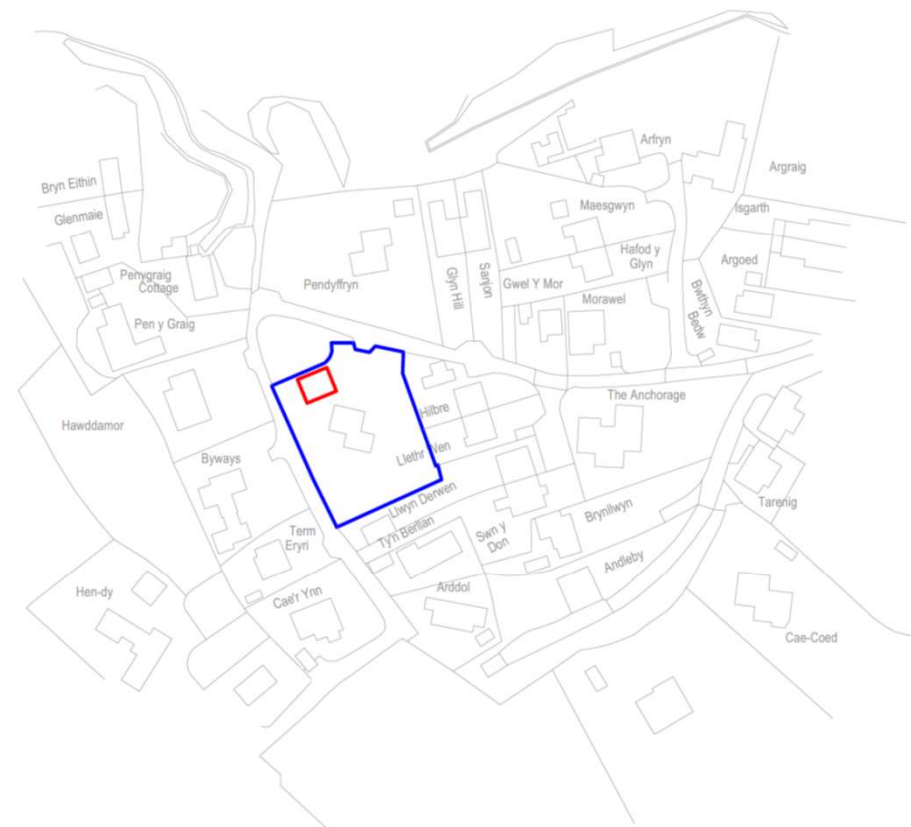 Arfryn
Argraig
Bryn Eithin
Glenmaie
Maesgwyn
Isgarth
Hafod y
Glyn
Argoed
Penygraig
Cottage
Pendyffryn
Glyn Hill
Sanjon
Gwel Y Mor
Morawel
Bwthyn
Bedw
Pen y Graig
The Anchorage
Hilbre
Hawddamor
Byways
Llethr Wen
Llwyn Derwen
Ty'n Berllan
Swn y
Don
Brynllwyn
Tarenig
Term
Eryri
Andleby
Arddol
Hen-dy
Cae'r Ynn
Cae-Coed